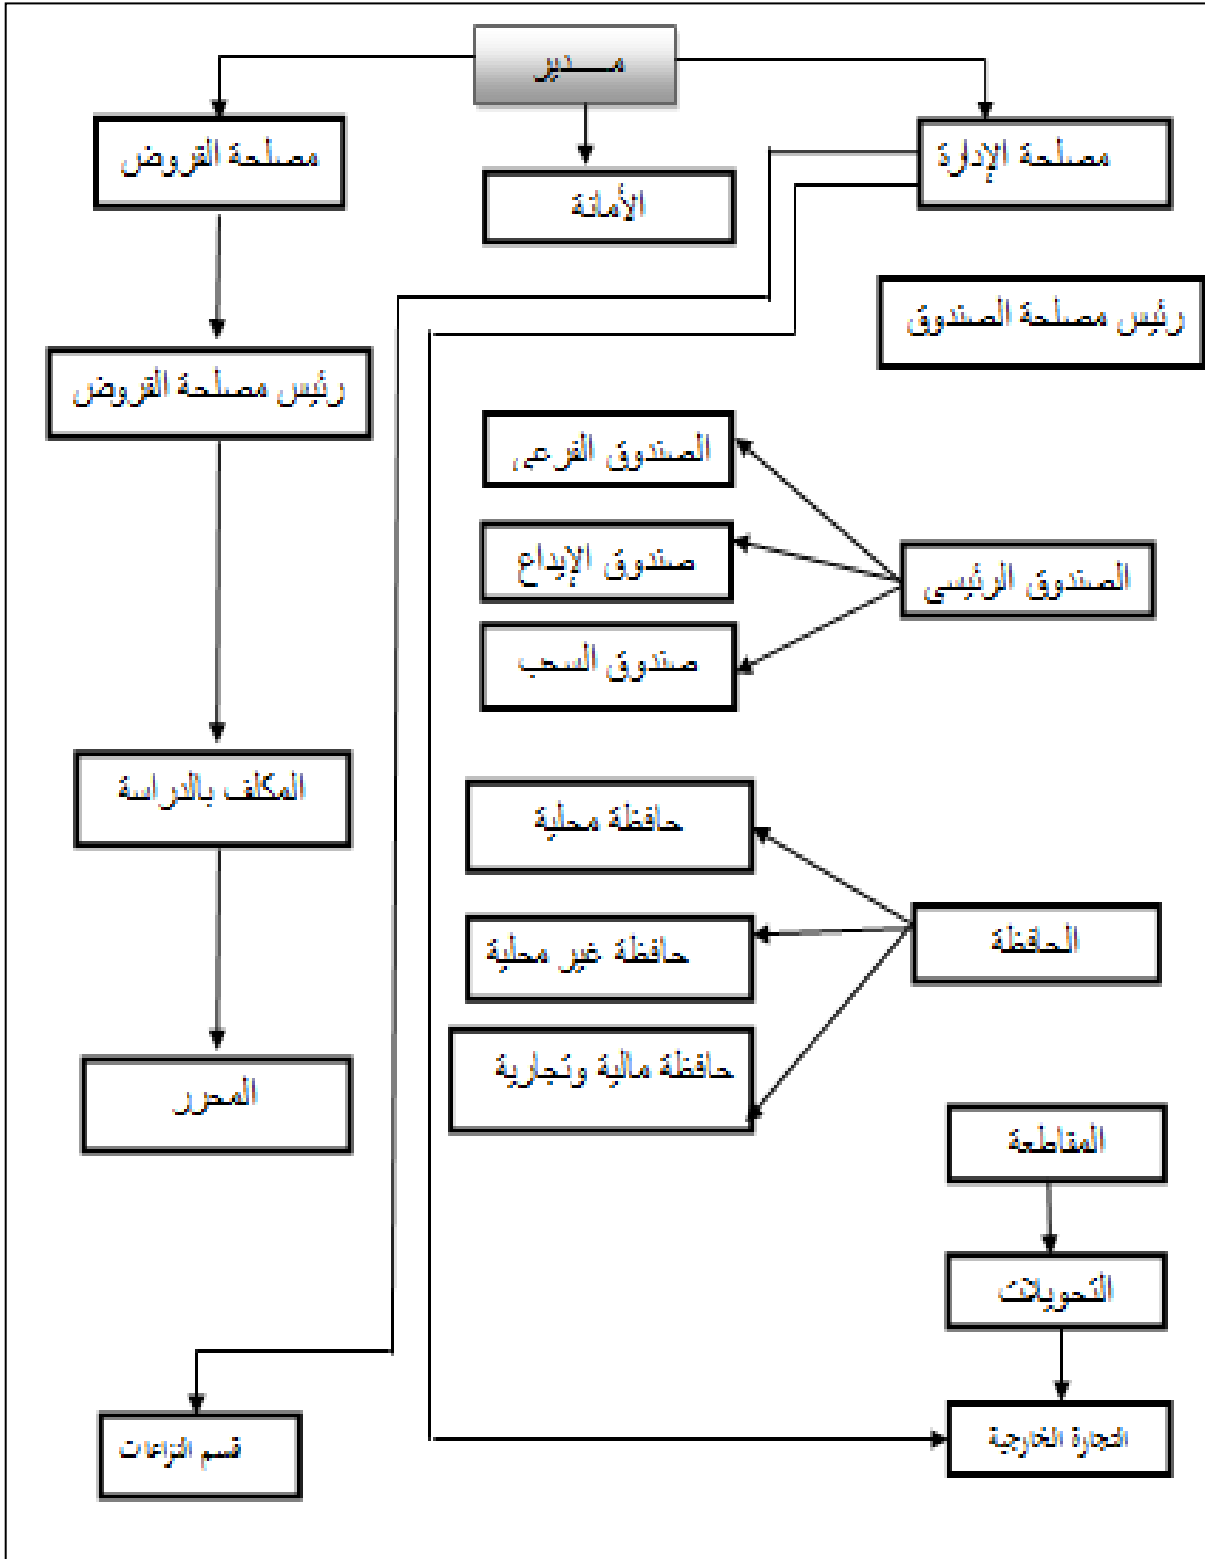 مـــــدير
مصلحة الإدارة
مصلحة القروض
الأمانة
رئيس مصلحة الصندوق
رئيس مصلحة القروض
الصندوق الفرعي
صندوق الإيداع
الصندوق الرئيسي
صندوق السحب
المكلف بالدراسة
حافظة محلية
الحافظة
حافظة غير محلية
حافظة مالية وتجارية
المحرر
المقاطعة
التحويلات
التجارة الخارجية
قسم النزاعات